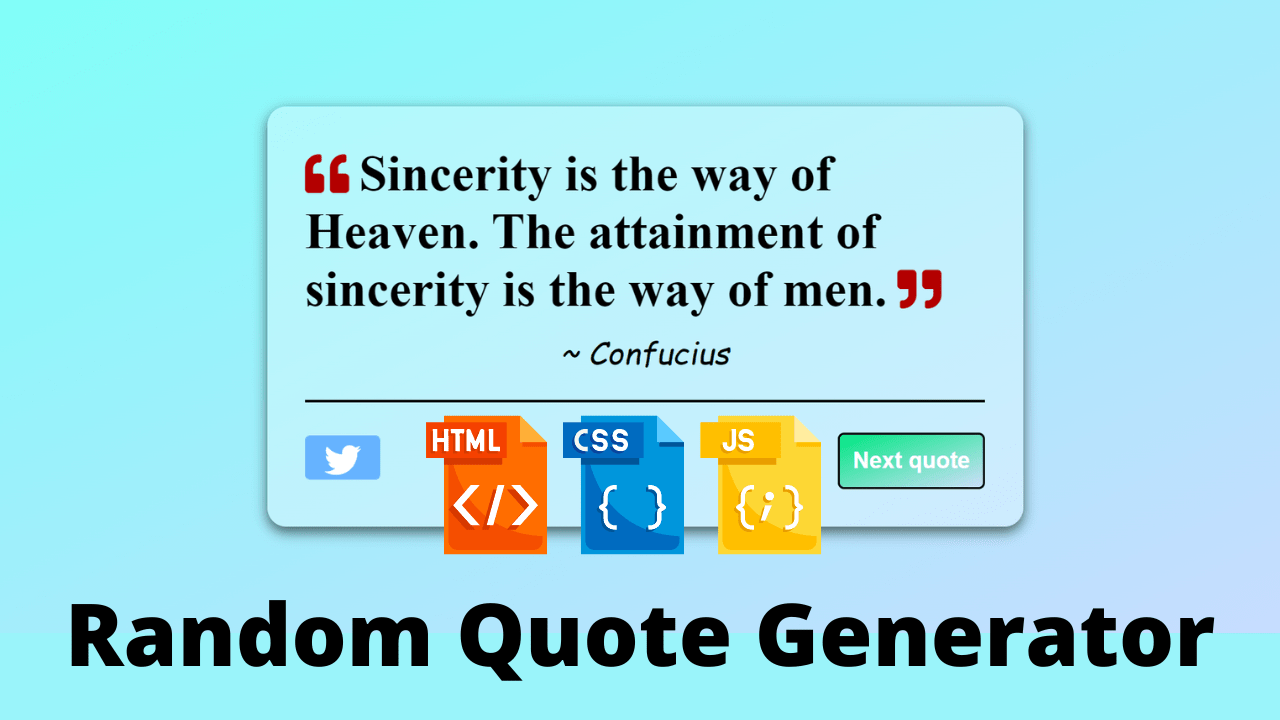 ❝ Sincerity is the way of
Heaven. The attainment of
sincerity is the way of men. ❞
~ Confucius
HTML
</>
CSS
{ }
JS
{;}
Next quote
Random Quote Generator